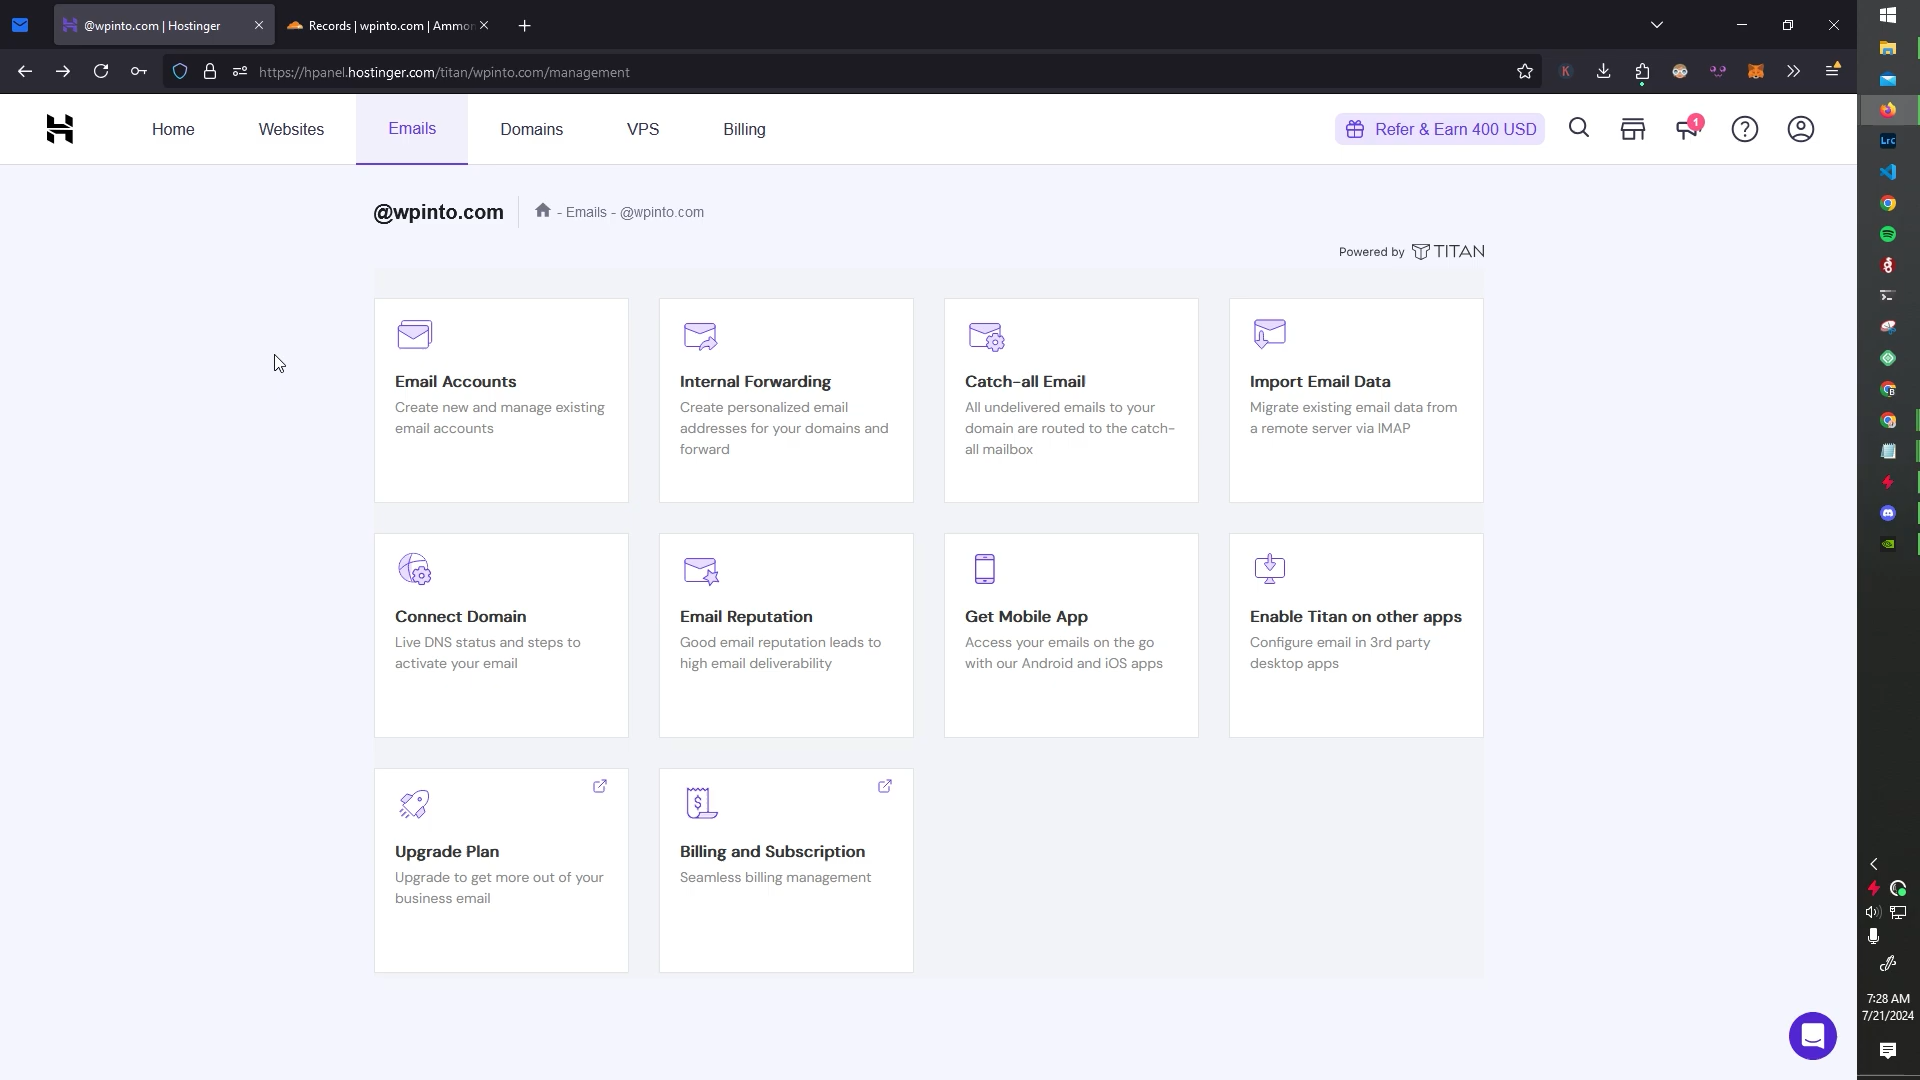 @wpinto.com | Hostinger
Records | wpinto.com | Ammon
https://hpanel.hostinger.com/titan/wpinto.com/management
Home
Websites
Emails
Domains
VPS
Billing
Refer & Earn 400 USD
1
@wpinto.com
- Emails - @wpinto.com
Powered by TITAN
Email Accounts
Create new and manage existing
email accounts
Internal Forwarding
Create personalized email
addresses for your domains and
forward
Catch-all Email
All undelivered emails to your
domain are routed to the catch-
all mailbox
Import Email Data
Migrate existing email data from
a remote server via IMAP
Connect Domain
Live DNS status and steps to
activate your email
Email Reputation
Good email reputation leads to
high email deliverability
Get Mobile App
Access your emails on the go
with our Android and iOS apps
Enable Titan on other apps
Configure email in 3rd party
desktop apps
Upgrade Plan
Upgrade to get more out of your
business email
Billing and Subscription
Seamless billing management
Lrc
7:28 AM
7/21/2024